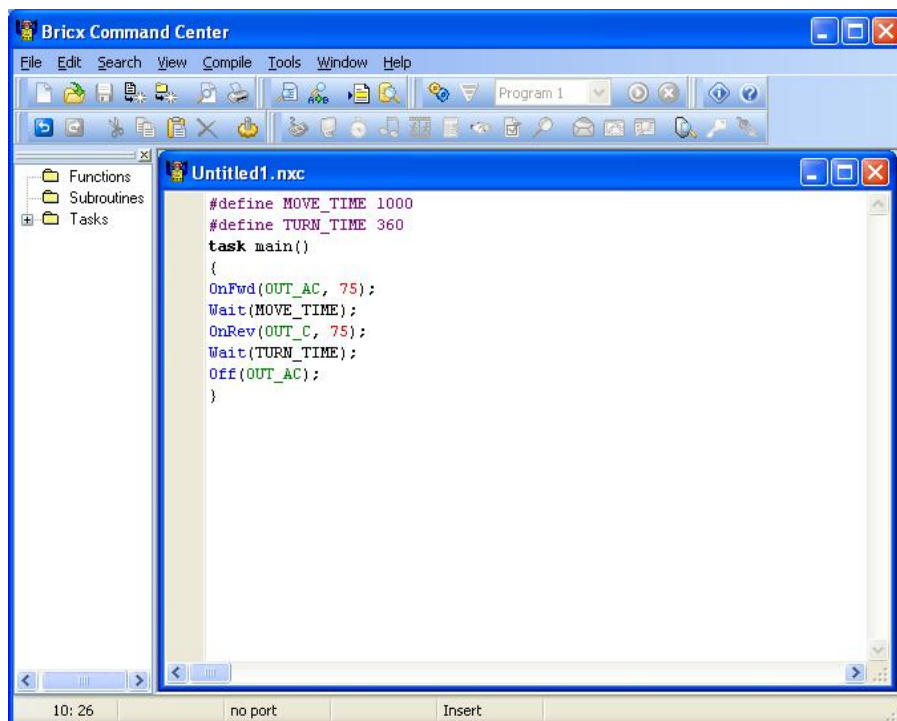 Bricx Command Center
File Edit Search View Compile Tools Window Help
Program 1
Functions
Subroutines
Tasks
Untitled1.nxc
#define MOVE_TIME 1000
#define TURN_TIME 360
task main()
{
OnFwd(OUT_AC, 75);
Wait(MOVE_TIME);
OnRev(OUT_C, 75);
Wait(TURN_TIME);
Off(OUT_AC);
}
10: 26 no port Insert